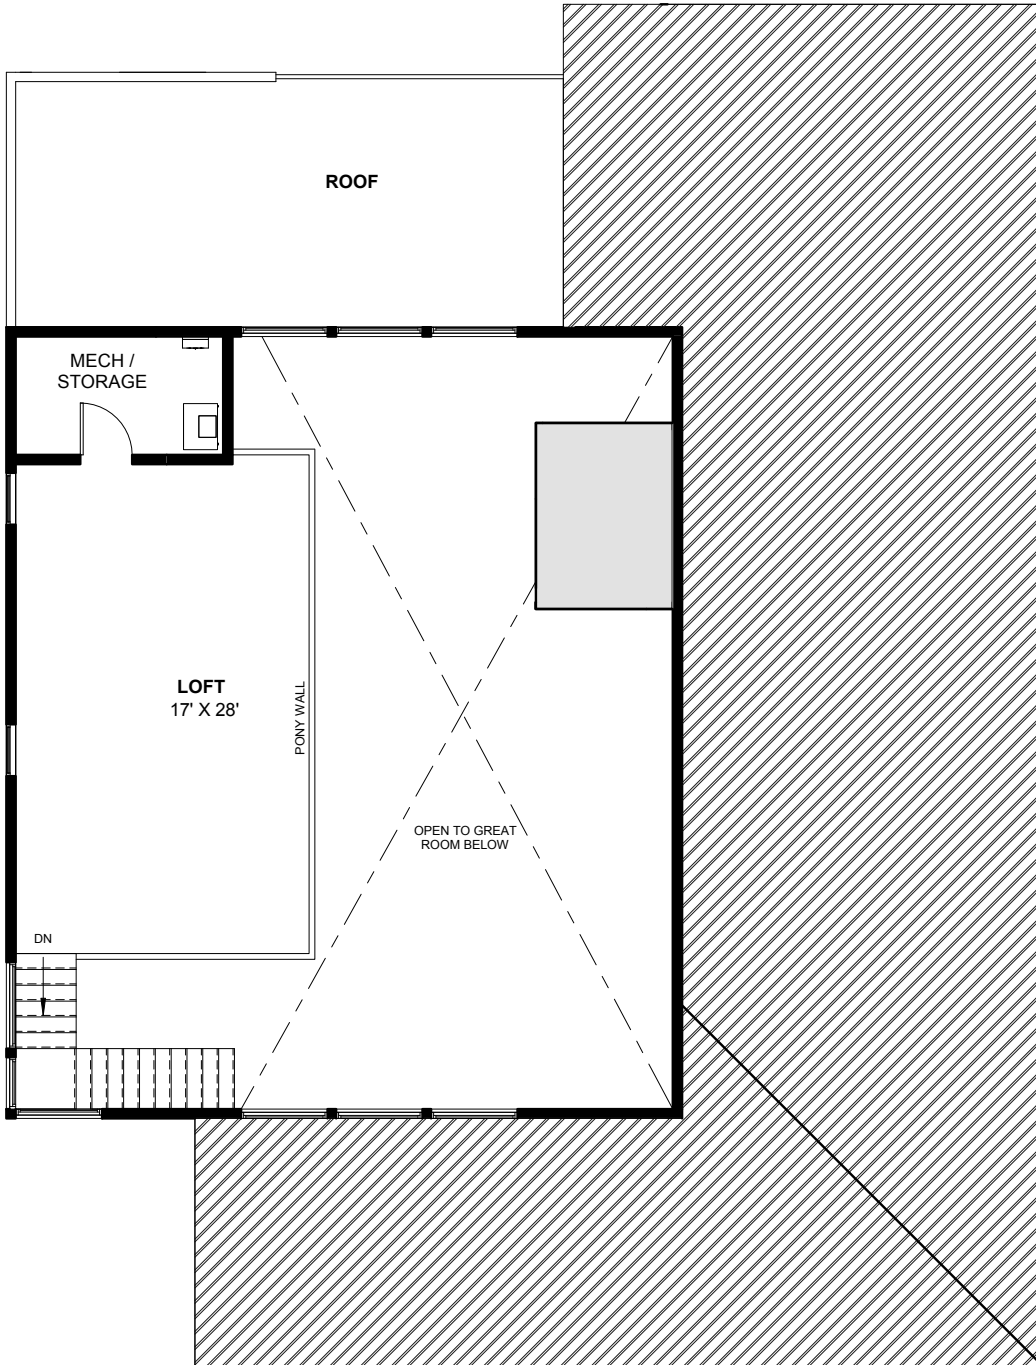 ROOF
MECH /
STORAGE
LOFT
17' X 28'
PONY WALL
OPEN TO GREAT
ROOM BELOW
DN